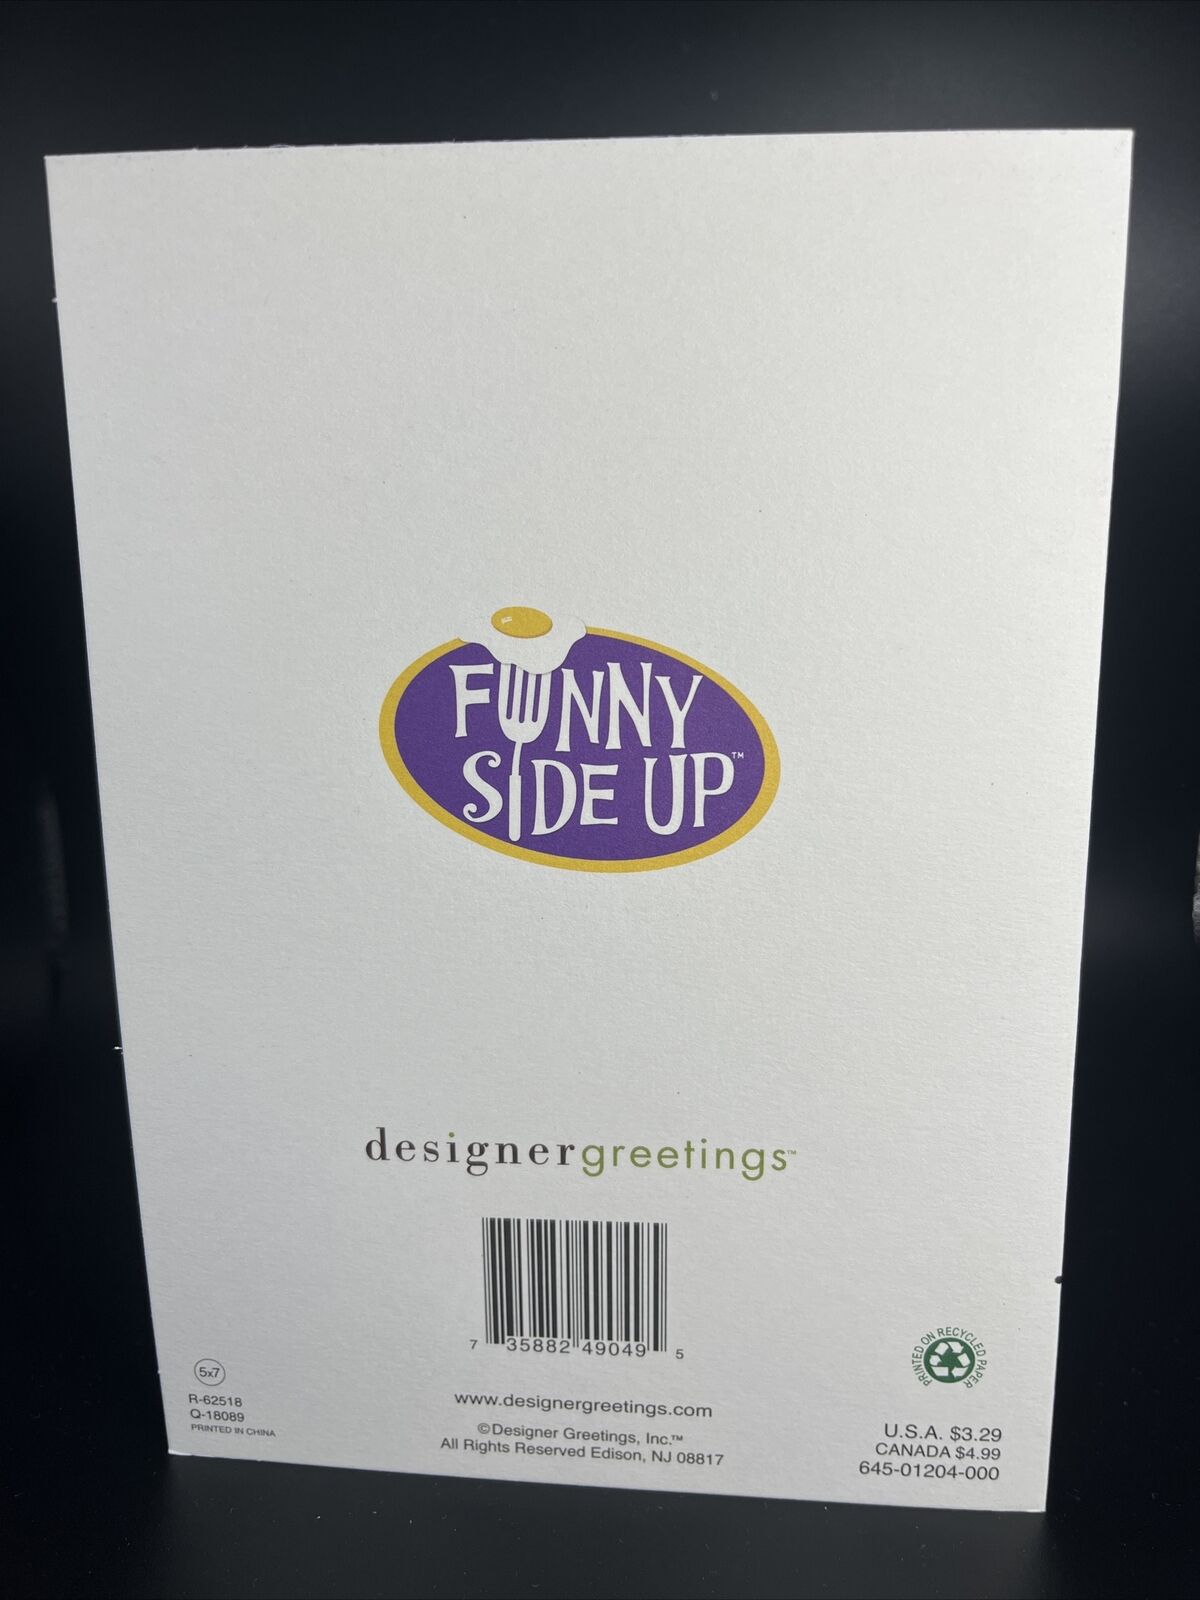 FUNNY
SIDE UP™
designergreetings™
7 35882 49049 5
PRINTED ON RECYCLED PAPER
5x7
R-62518
Q-18089
PRINTED IN CHINA
www.designergreetings.com
©Designer Greetings, Inc.™
All Rights Reserved Edison, NJ 08817
U.S.A. $3.29
CANADA $4.99
645-01204-000